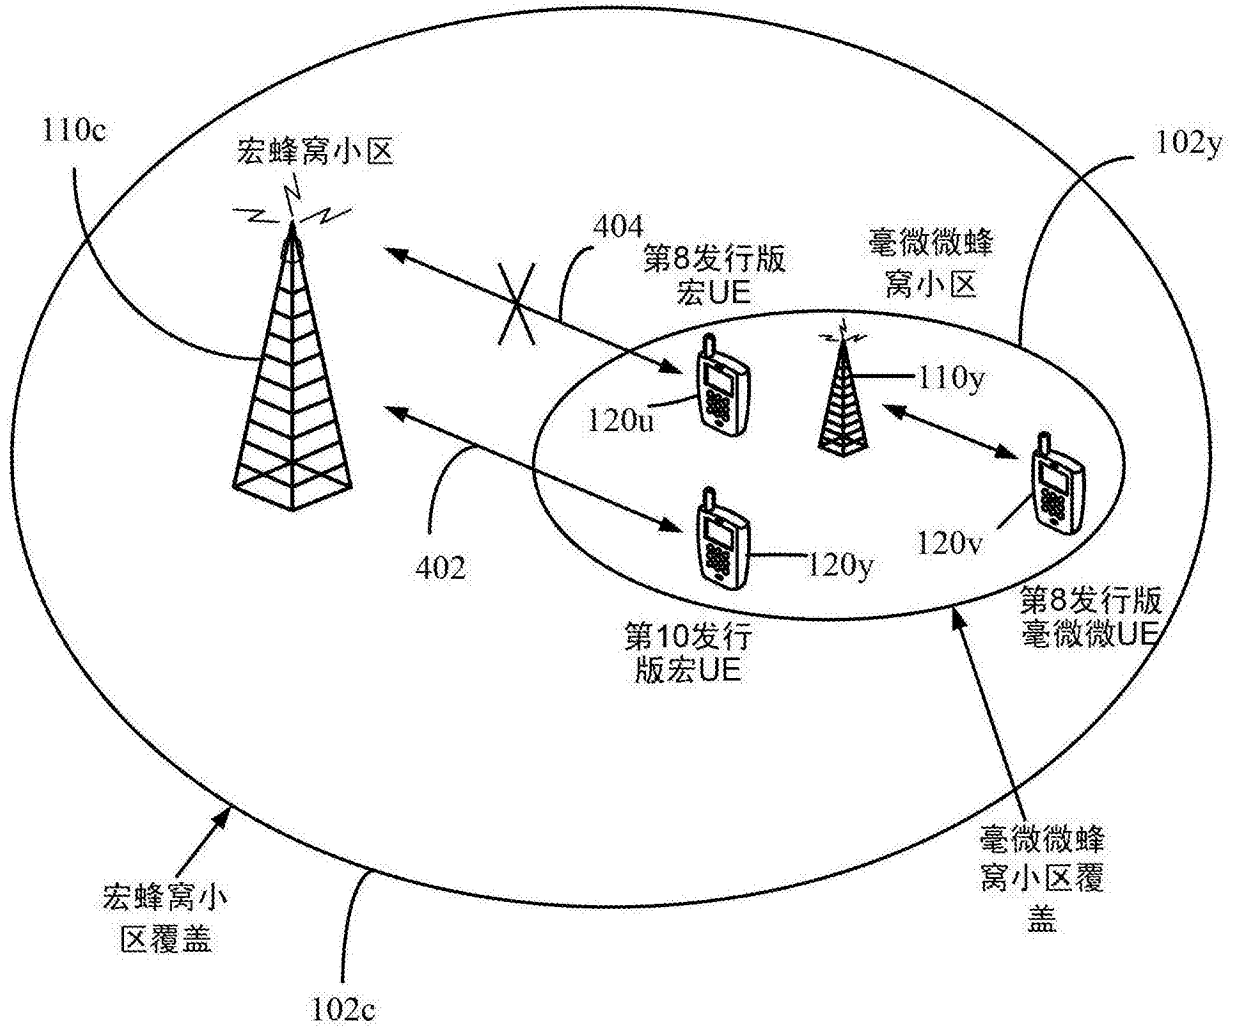 110c
宏蜂窝小区
102y
404
第8发行版
宏UE
毫微微蜂
窝小区
110y
120u
120v
402
120y
第8发行版
毫微微UE
第10发行
版宏UE
毫微微蜂
窝小区覆
盖
宏蜂窝小
区覆盖
102c